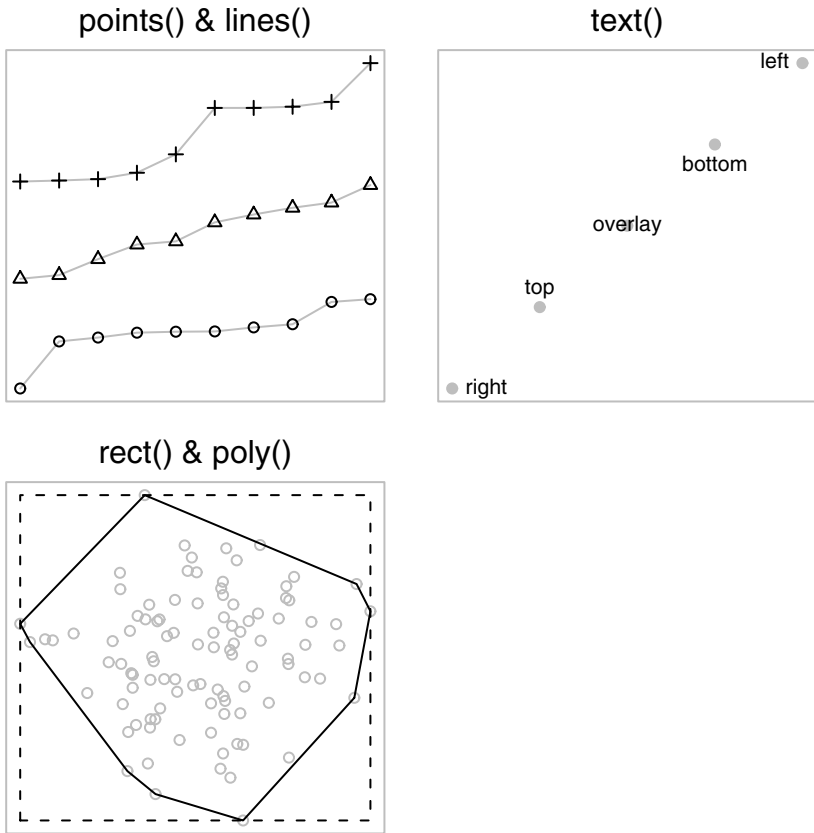 points() & lines()
text()
left
bottom
overlay
top
right
rect() & poly()